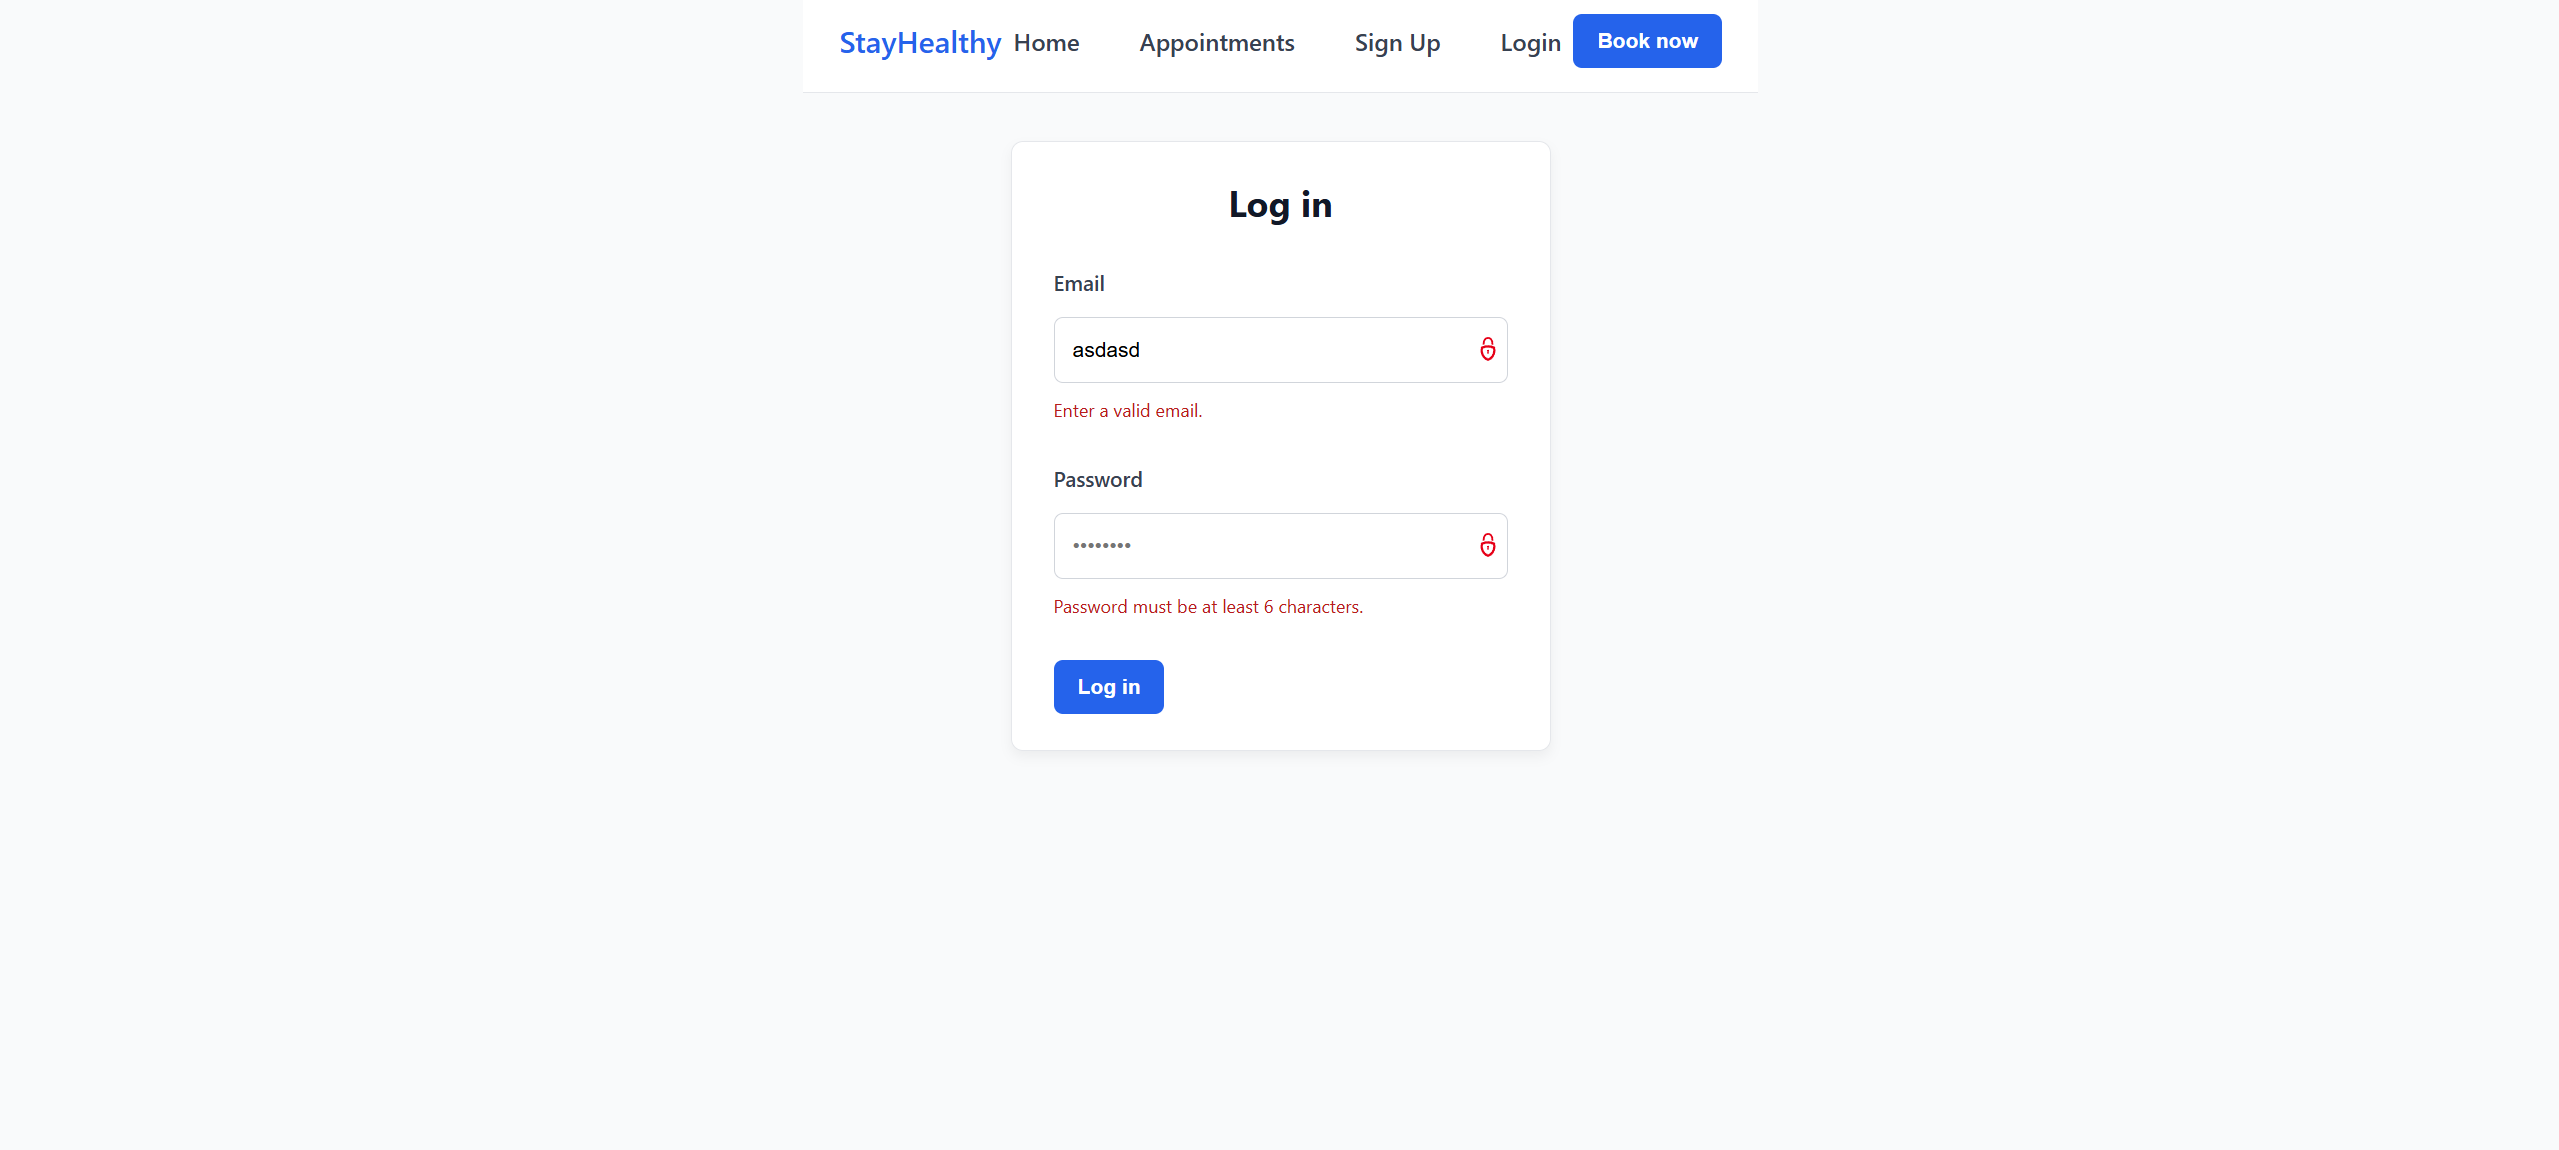 StayHealthy Home Appointments Sign Up Login Book now
Log in
Email
asdasd
Enter a valid email.
Password
••••••••
Password must be at least 6 characters.
Log in